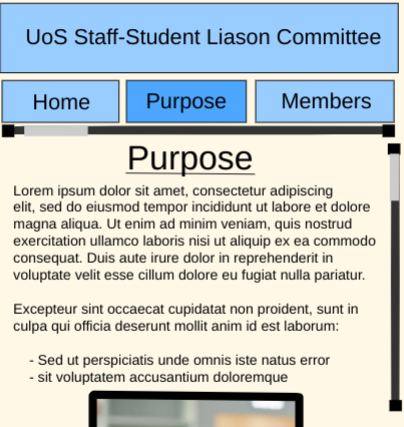 UoS Staff-Student Liason Committee
Home
Purpose
Members
Purpose
Lorem ipsum dolor sit amet, consectetur adipiscing
elit, sed do eiusmod tempor incididunt ut labore et dolore
magna aliqua. Ut enim ad minim veniam, quis nostrud
exercitation ullamco laboris nisi ut aliquip ex ea commodo
consequat. Duis aute irure dolor in reprehenderit in
voluptate velit esse cillum dolore eu fugiat nulla pariatur.
Excepteur sint occaecat cupidatat non proident, sunt in
culpa qui officia deserunt mollit anim id est laborum:
- Sed ut perspiciatis unde omnis iste natus error
- sit voluptatem accusantium doloremque